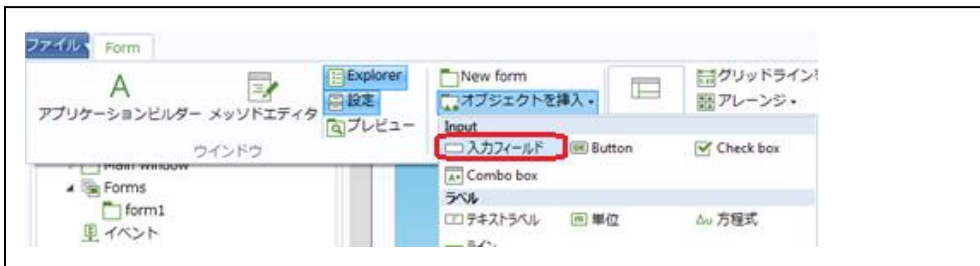 ファイル Form
Explorer New form グリッドライン
アプリケーションビルダー メッソドエディタ 設定 オブジェクトを挿入 アレーンジ
プレビュー Input
ウインドウ 入力フィールド Button Check box
Main window Combo box
Forms ラベル
form1 テキストラベル 単位 方程式
イベント ライン